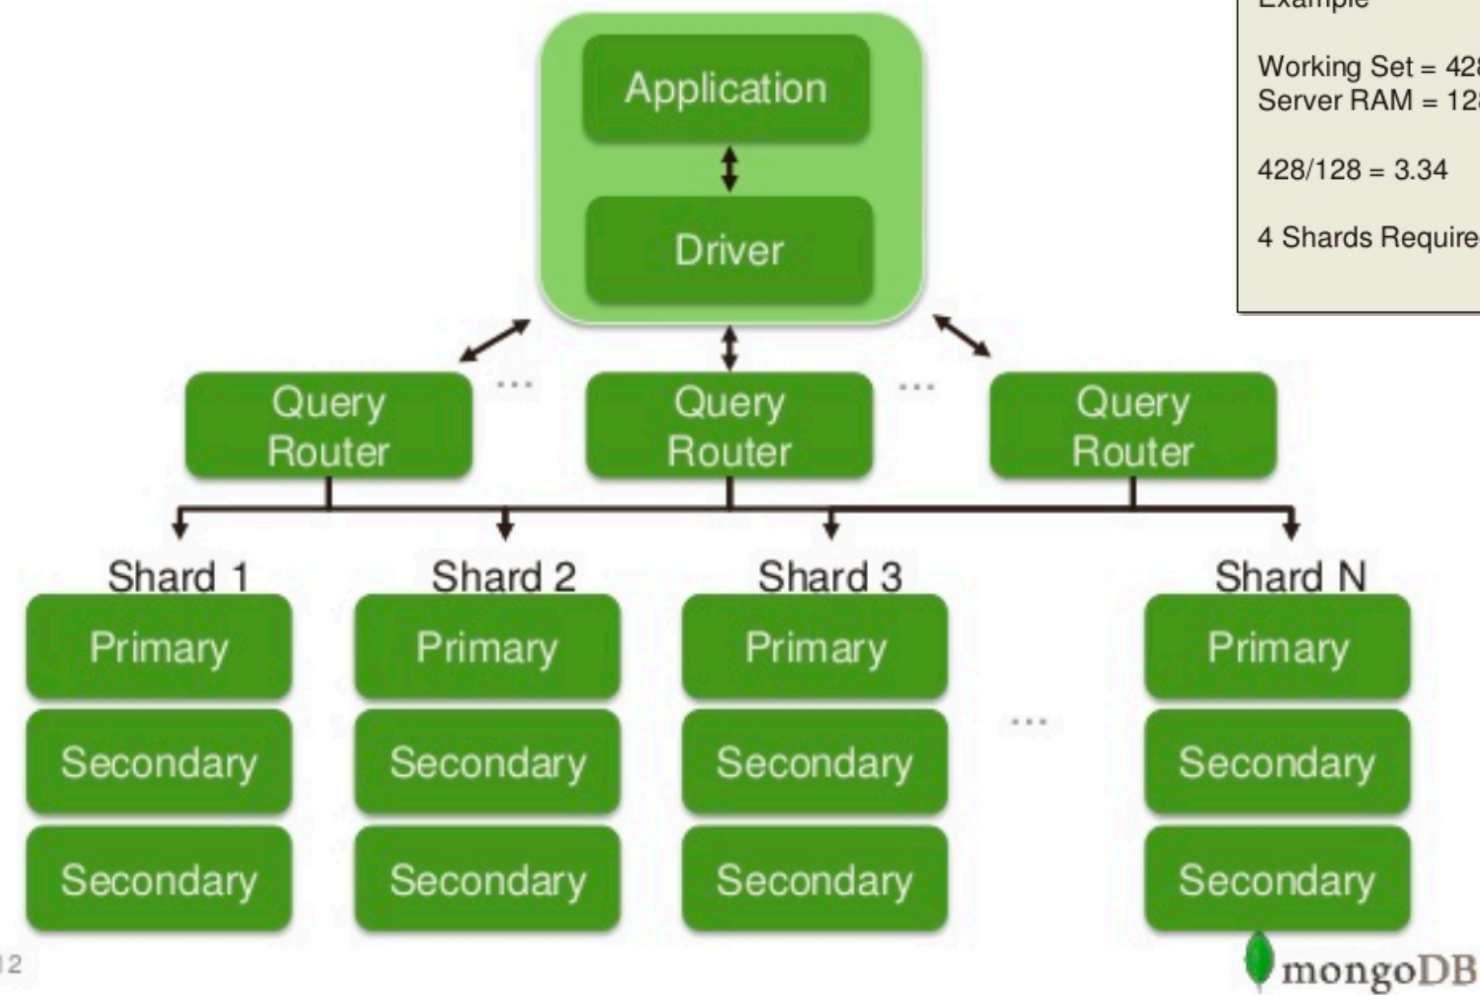 Example
Working Set = 428
Server RAM = 128
428/128 = 3.34
4 Shards Require
Application
Driver
...
...
Query
Router
Query
Router
Query
Router
Shard 1
Shard 2
Shard 3
Shard N
Primary
Primary
Primary
Primary
Secondary
Secondary
Secondary
...
Secondary
Secondary
Secondary
Secondary
Secondary
12
mongoDB